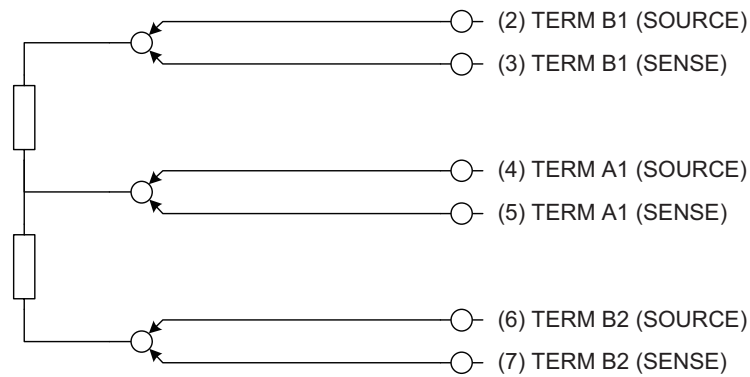 (2) TERM B1 (SOURCE)
(3) TERM B1 (SENSE)
(4) TERM A1 (SOURCE)
(5) TERM A1 (SENSE)
(6) TERM B2 (SOURCE)
(7) TERM B2 (SENSE)